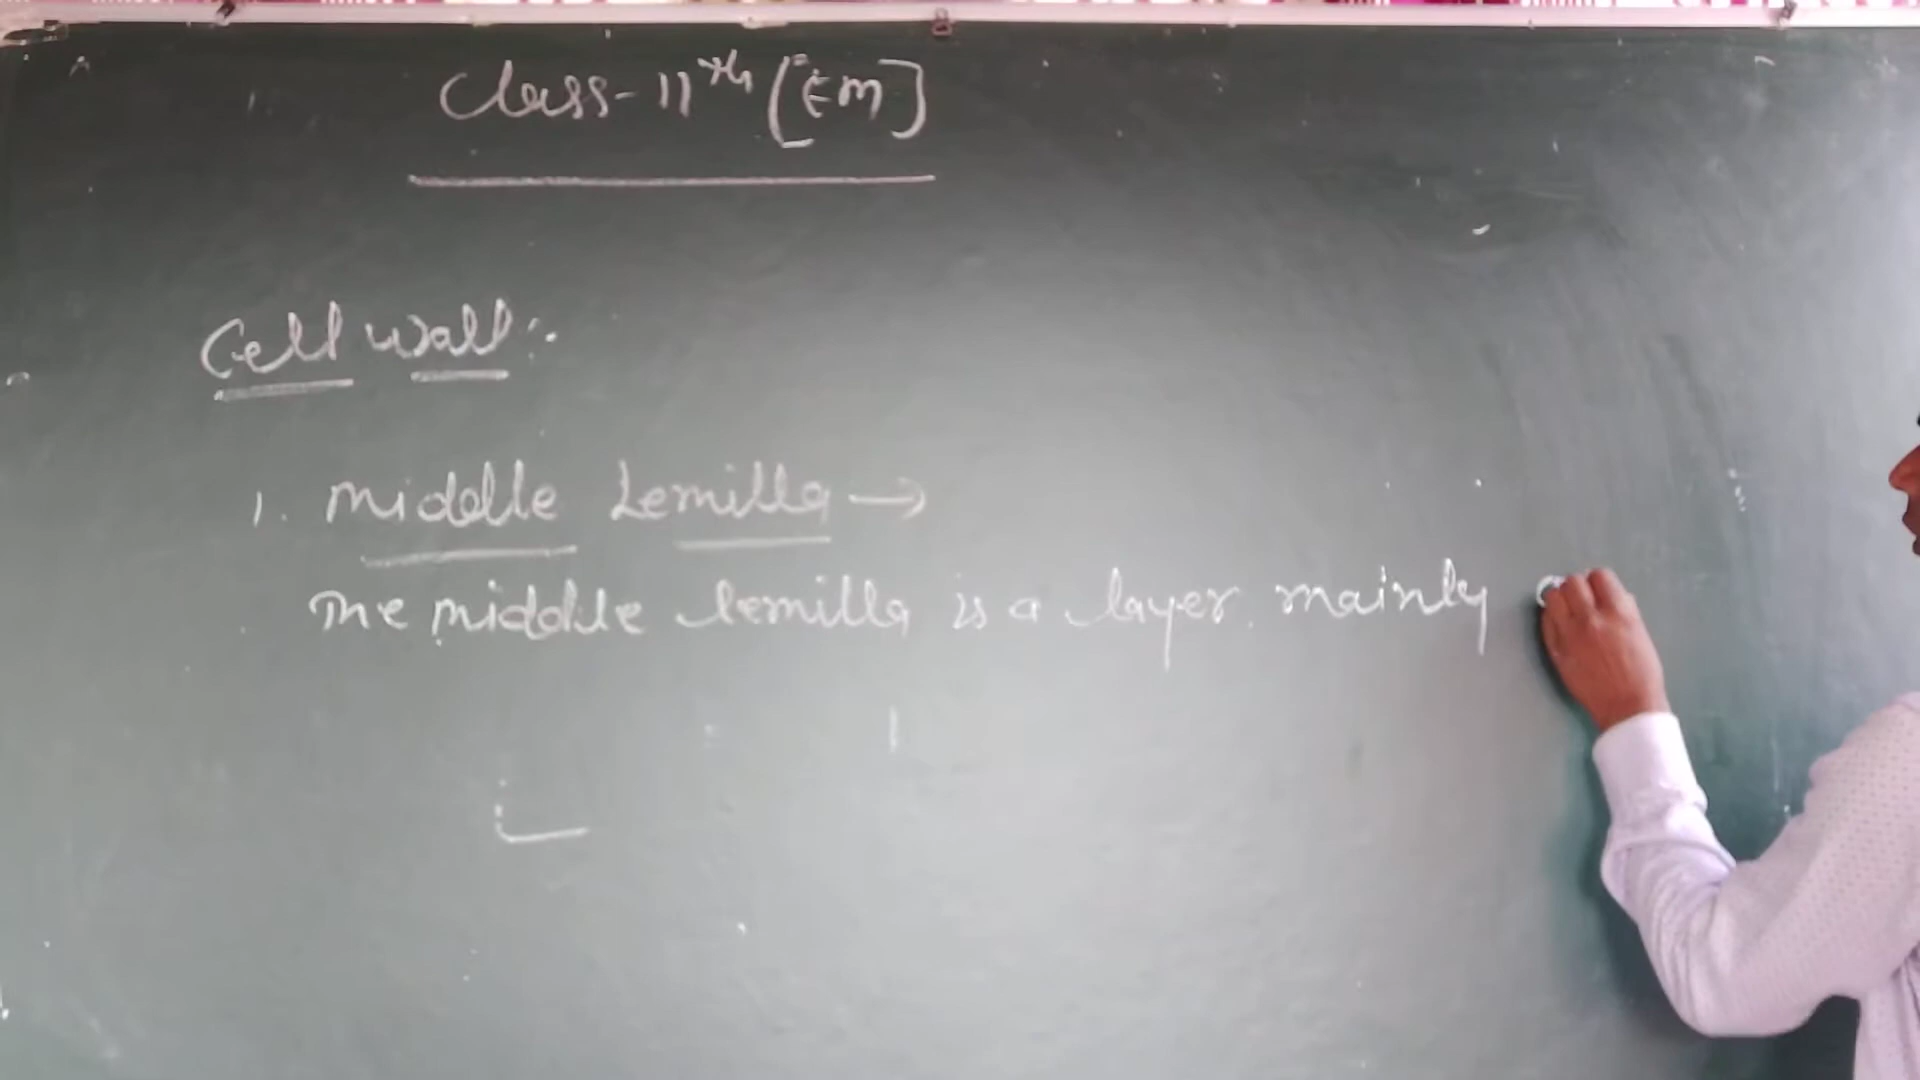 Class-11th [EM]
Cell wall:-
1. Middle Lemilla →
The middle lemilla is a layer mainly